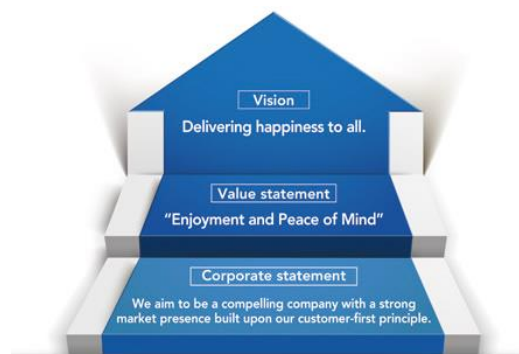 Vision
Delivering happiness to all.
Value statement
“Enjoyment and Peace of Mind”
Corporate statement
We aim to be a compelling company with a strong
market presence built upon our customer-first principle.